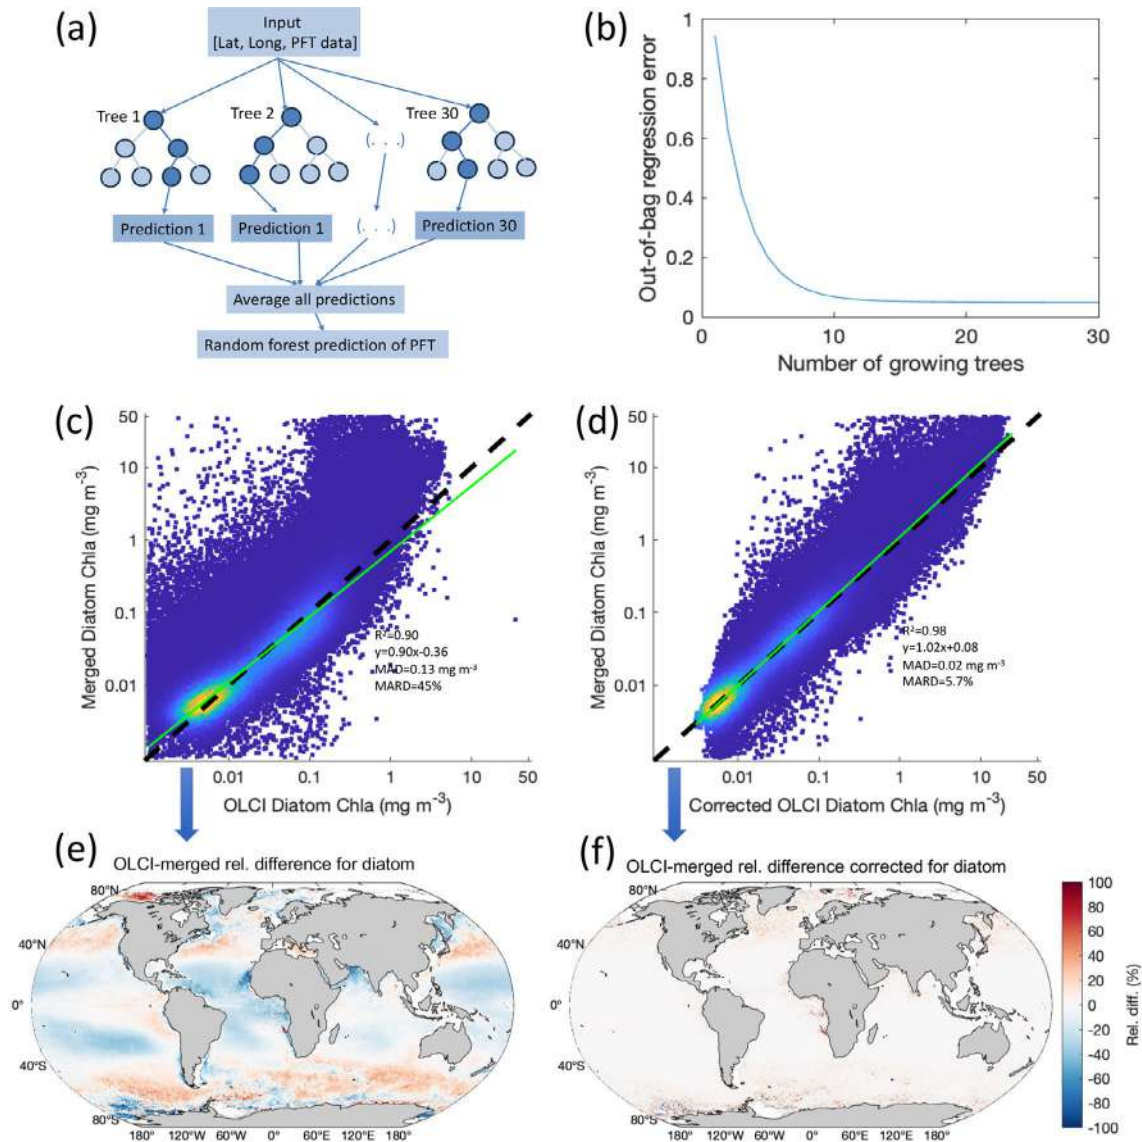 (a)
Input
[Lat, Long, PFT data]
Tree 1
Tree 2
(. . .)
Tree 30
Prediction 1
Prediction 1
(. . .)
Prediction 30
Average all predictions
Random forest prediction of PFT
(b)
Out-of-bag regression error
1
0.8
0.6
0.4
0.2
0
0 10 20 30
Number of growing trees
(c)
Merged Diatom Chla (mg m⁻³)
50
10
1
0.1
0.01
R²=0.90
y=0.90x-0.36
MAD=0.13 mg m⁻³
MARD=45%
0.01 0.1 1 10 50
OLCI Diatom Chla (mg m⁻³)
(d)
Merged Diatom Chla (mg m⁻³)
50
10
1
0.1
0.01
R²=0.98
y=1.02x+0.08
MAD=0.02 mg m⁻³
MARD=5.7%
0.01 0.1 1 10 50
Corrected OLCI Diatom Chla (mg m⁻³)
(e)
OLCI-merged rel. difference for diatom
80°N
40°N
0°
40°S
80°S
180° 120°W 60°W 0° 60°E 120°E 180°
(f)
OLCI-merged rel. difference corrected for diatom
80°N
40°N
0°
40°S
80°S
180° 120°W 60°W 0° 60°E 120°E 180°
100
80
60
40
20
0
-20
-40
-60
-80
-100
Rel. diff. (%)